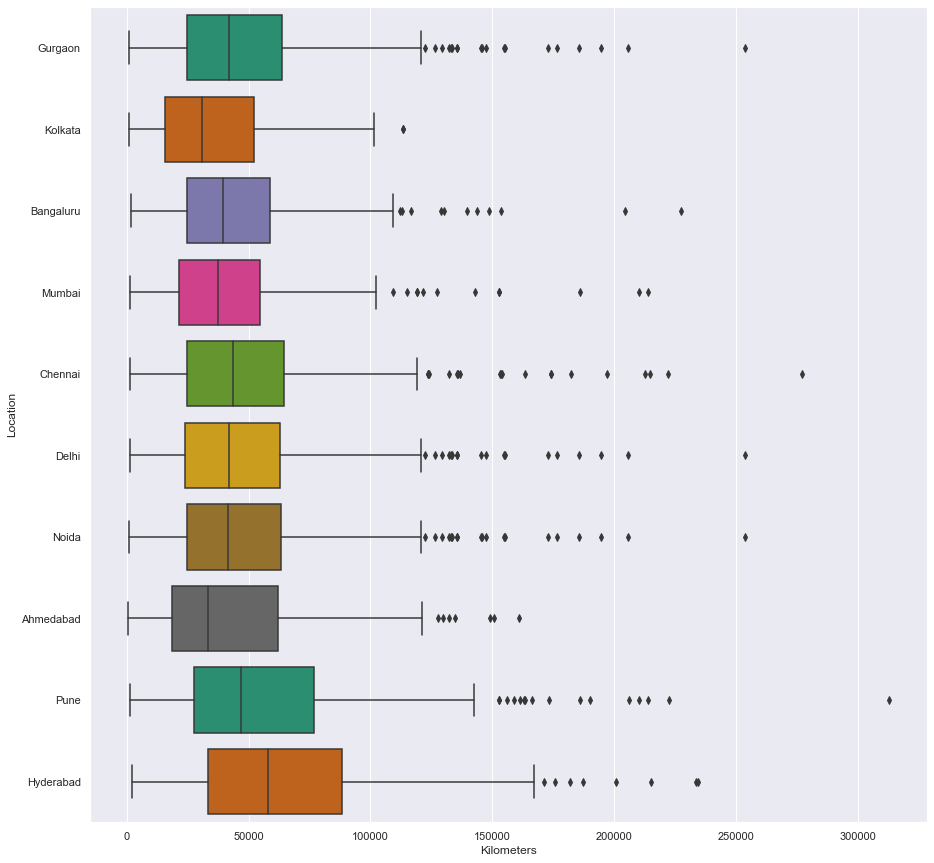 Gurgaon
Kolkata
Bangaluru
Mumbai
Chennai
Delhi
Noida
Ahmedabad
Pune
Hyderabad
Location
0 50000 100000 150000 200000 250000 300000
Kilometers